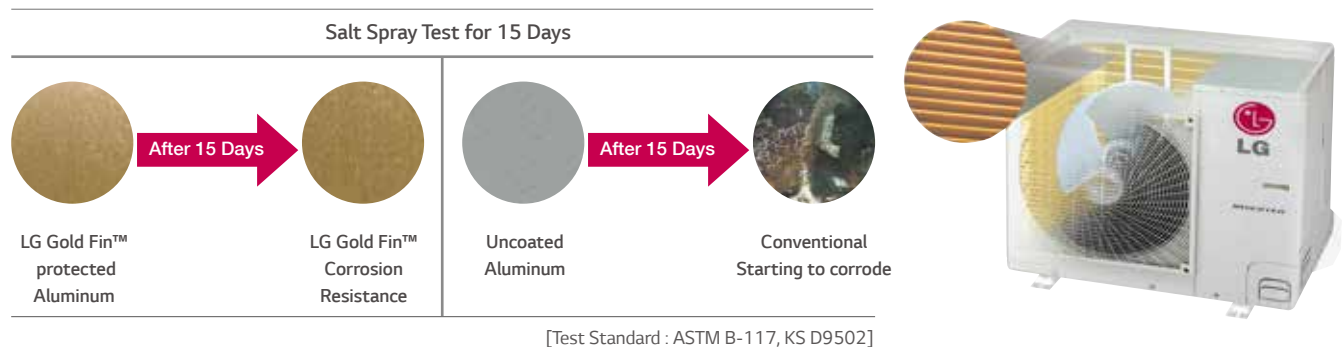 Salt Spray Test for 15 Days
After 15 Days
After 15 Days
LG Gold Fin™
protected
Aluminum
LG Gold Fin™
Corrosion
Resistance
Uncoated
Aluminum
Conventional
Starting to corrode
[Test Standard : ASTM B-117, KS D9502]
LG
INVERTER